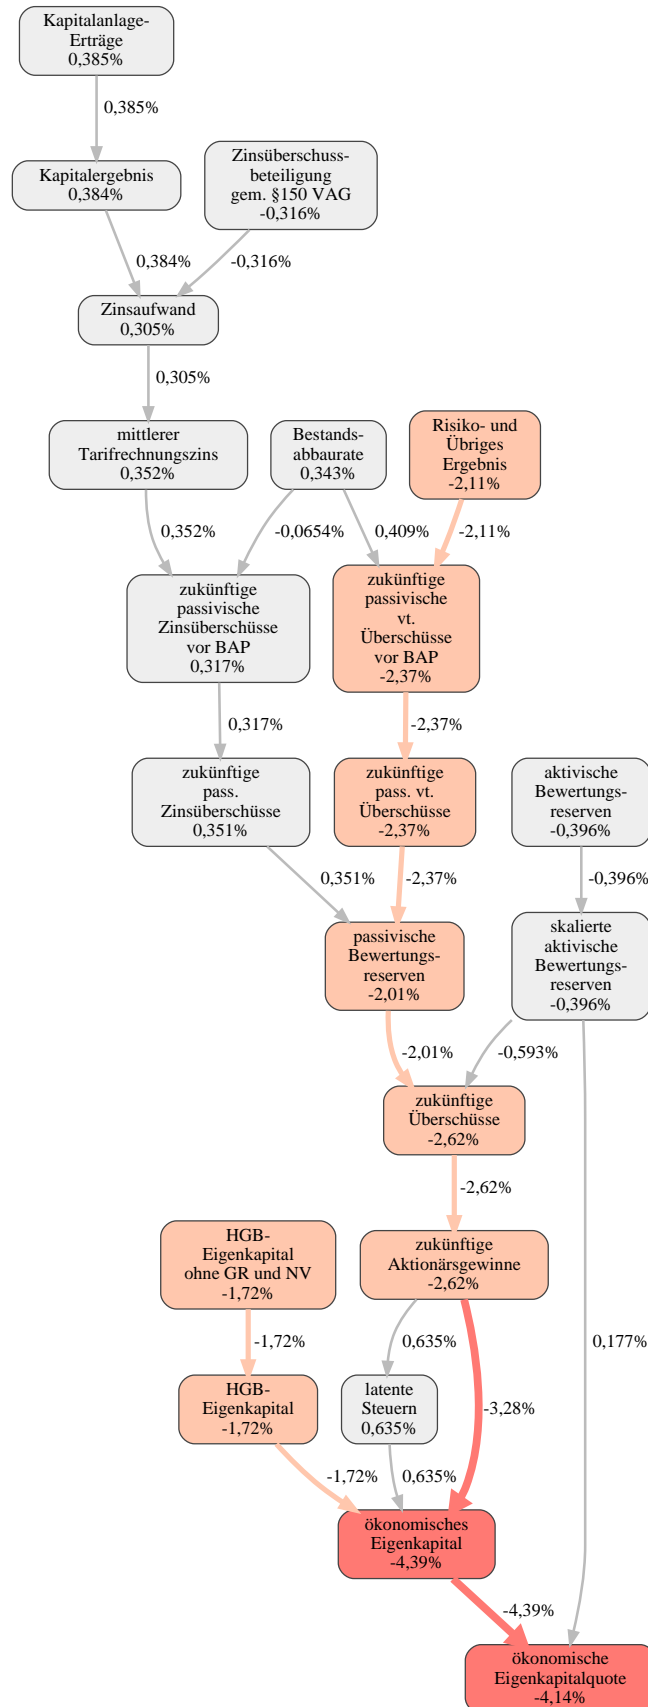 Kapitalanlage-
Erträge
0,385%
0,385%
Kapitalergebnis
0,384%
Zinsüberschuss-
beteiligung
gem. §150 VAG
-0,316%
0,384%
-0,316%
Zinsaufwand
0,305%
0,305%
mittlerer
Tarifrechnungszins
0,352%
Bestands-
abbaurate
0,343%
Risiko- und
Übriges
Ergebnis
-2,11%
0,352%
-0,0654%
0,409%
-2,11%
zukünftige
passivische
Zinsüberschüsse
vor BAP
0,317%
zukünftige
passivische
vt.
Überschüsse
vor BAP
-2,37%
0,317%
-2,37%
zukünftige
pass.
Zinsüberschüsse
0,351%
zukünftige
pass. vt.
Überschüsse
-2,37%
aktivische
Bewertungs-
reserven
-0,396%
0,351%
-2,37%
-0,396%
passivische
Bewertungs-
reserven
-2,01%
skalierte
aktivische
Bewertungs-
reserven
-0,396%
-2,01%
-0,593%
zukünftige
Überschüsse
-2,62%
-2,62%
HGB-
Eigenkapital
ohne GR und NV
-1,72%
zukünftige
Aktionärsgewinne
-2,62%
-1,72%
0,635%
0,177%
HGB-
Eigenkapital
-1,72%
latente
Steuern
0,635%
-3,28%
-1,72%
0,635%
ökonomisches
Eigenkapital
-4,39%
-4,39%
ökonomische
Eigenkapitalquote
-4,14%